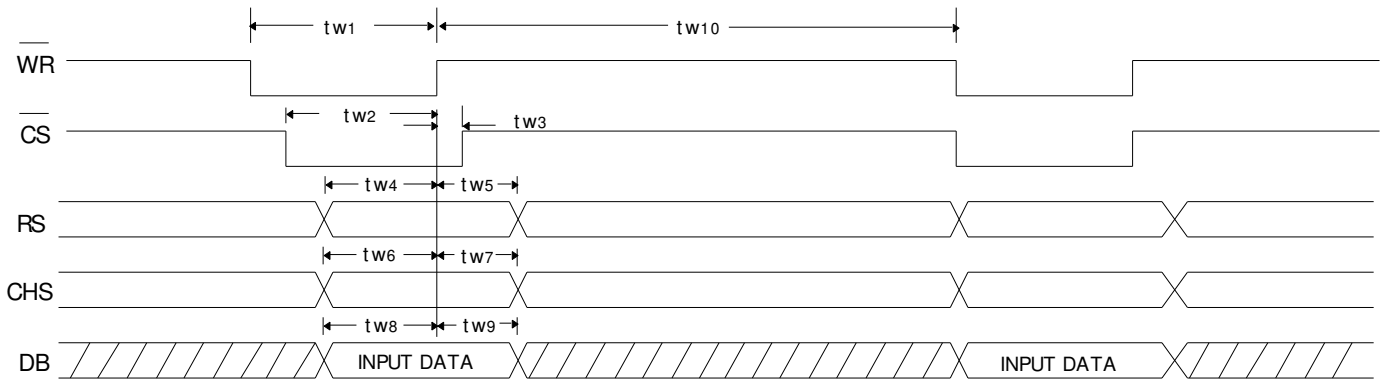 tw1 tw10
WR
tw2 tw3
CS
tw4 tw5
RS
tw6 tw7
CHS
tw8 tw9
DB INPUT DATA INPUT DATA